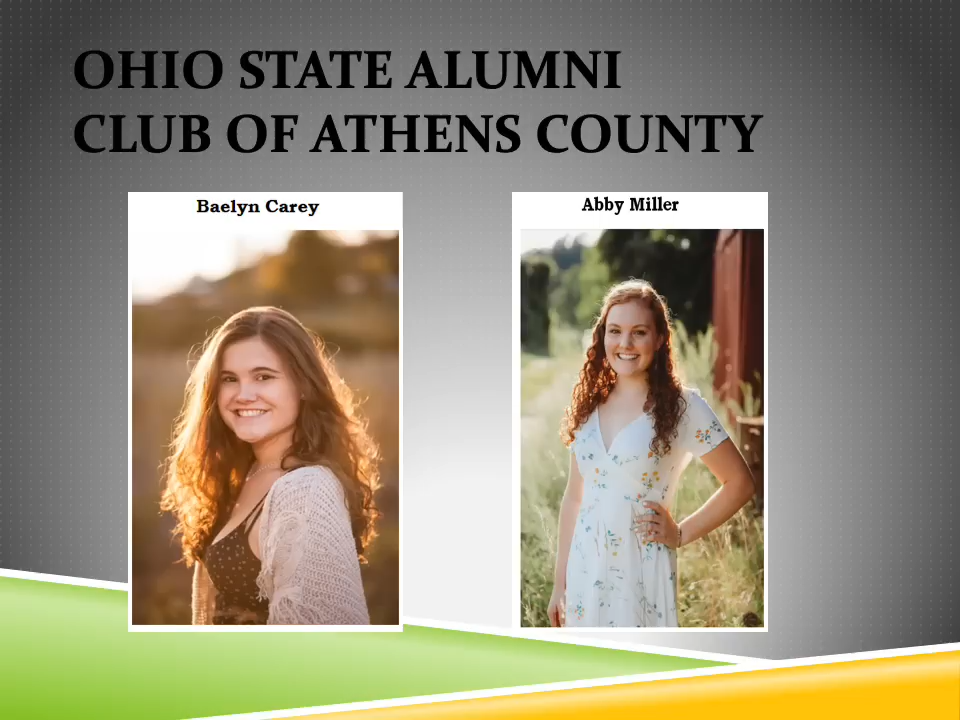 OHIO STATE ALUMNI
CLUB OF ATHENS COUNTY
Baelyn Carey
Abby Miller